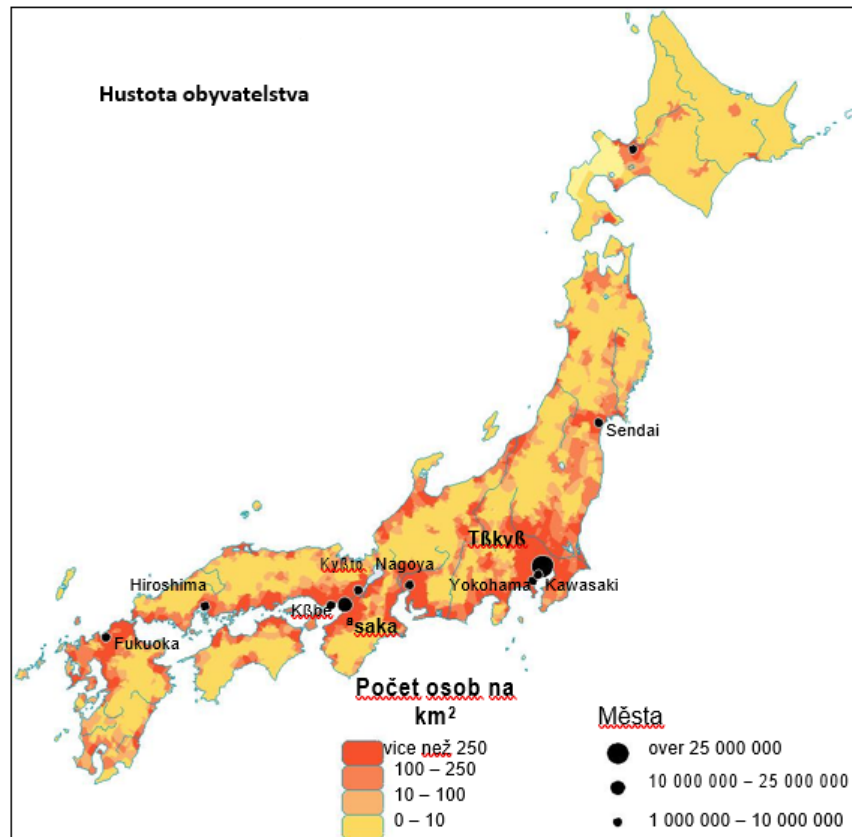 Hustota obyvatelstva
Sendai
Tßkyß
Kyßto
Nagoya
Hiroshima
Yokohama
Kawasaki
Kßbe
ªsaka
Fukuoka
Počet osob na
km²
vice než 250
100 – 250
10 – 100
0 – 10
Města
over 25 000 000
10 000 000 – 25 000 000
1 000 000 – 10 000 000